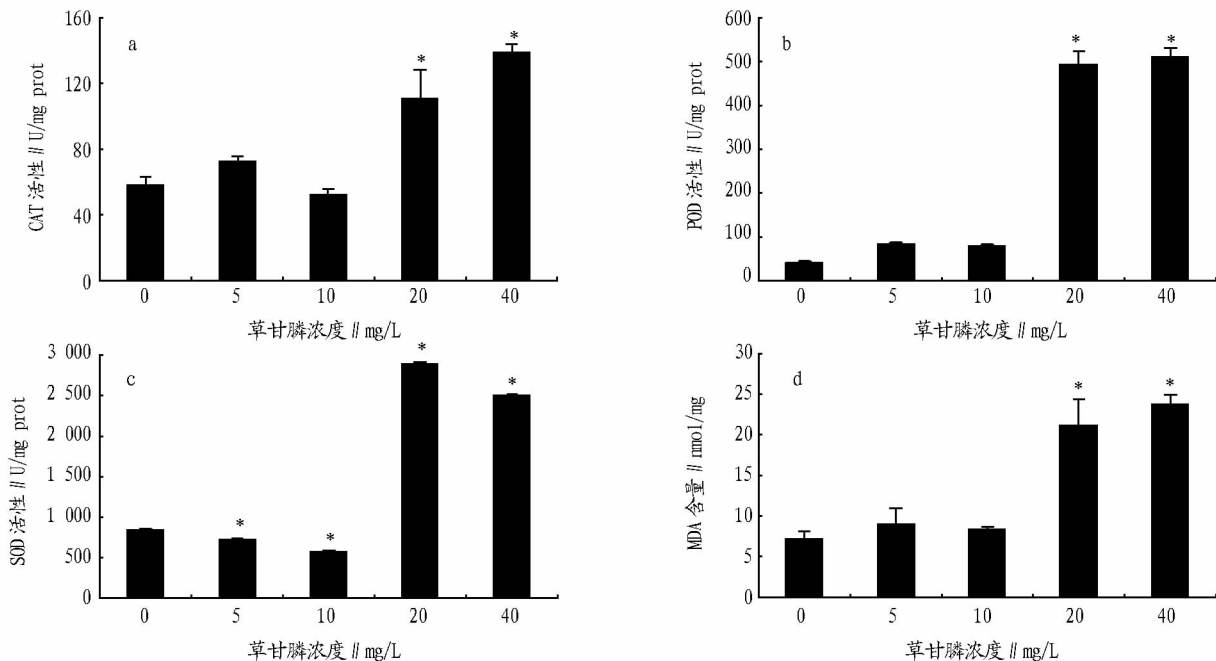 a
160
120
80
40
0
CAT 活性 // U/mg prot
* *
0 5 10 20 40
草甘膦浓度 // mg/L
b
600
500
400
300
200
100
0
POD 活性 // U/mg prot
* *
0 5 10 20 40
草甘膦浓度 // mg/L
c
3 000
2 500
2 000
1 500
1 000
500
0
SOD 活性 // U/mg prot
* * * *
0 5 10 20 40
草甘膦浓度 // mg/L
d
30
25
20
15
10
5
0
MDA 含量 // nmol/mg
* *
0 5 10 20 40
草甘膦浓度 // mg/L